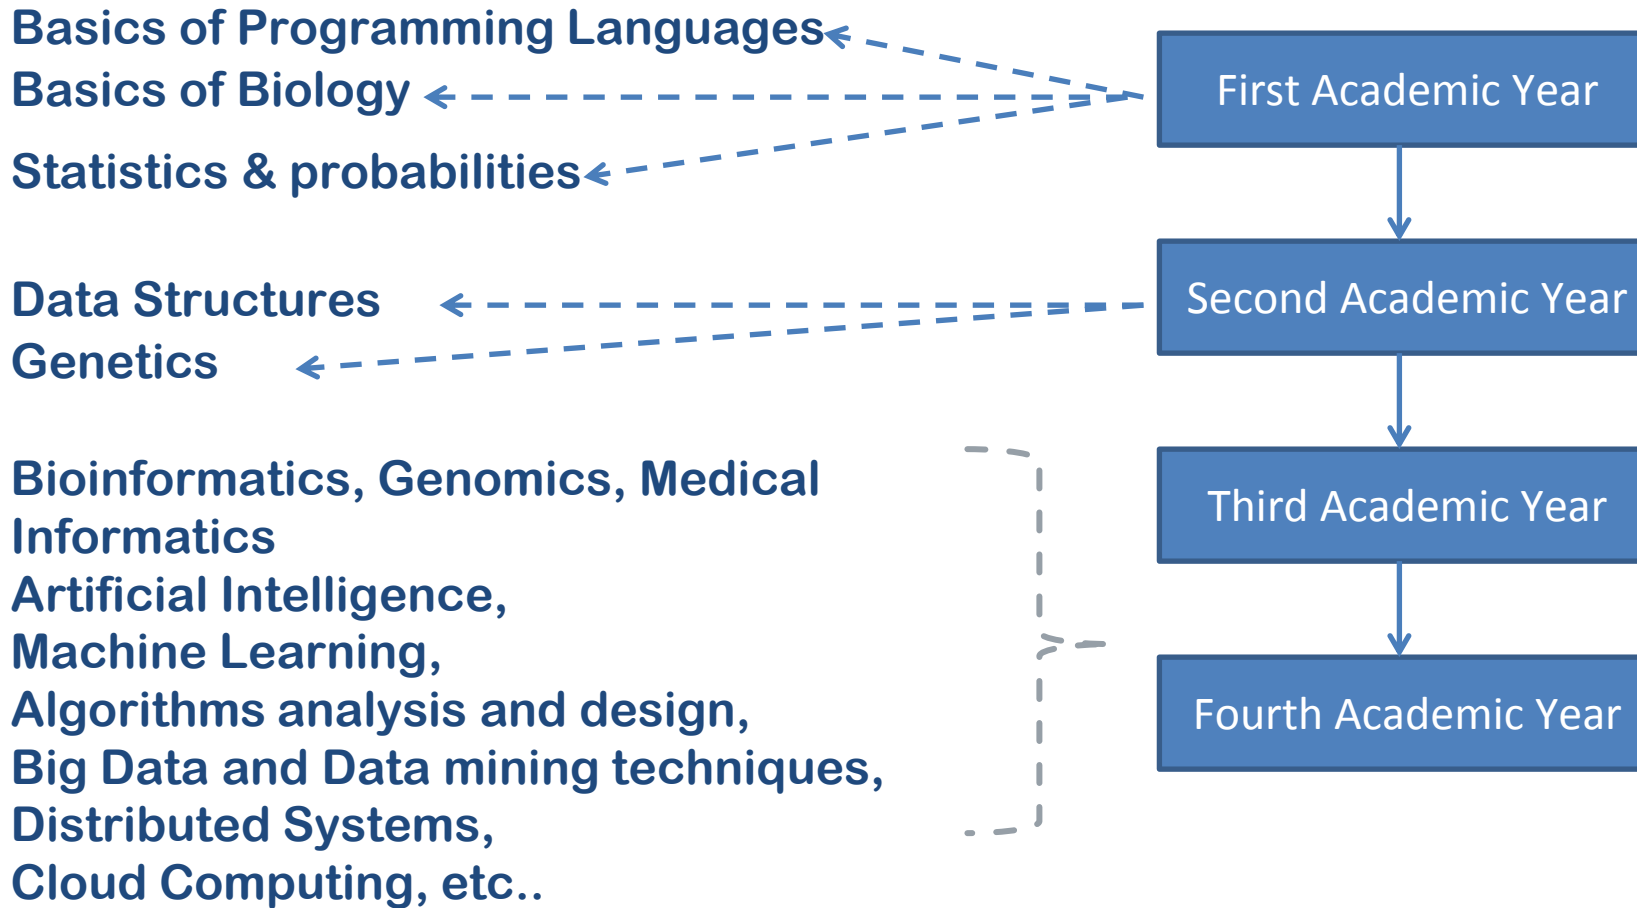 Basics of Programming Languages
First Academic Year
Basics of Biology
Statistics & probabilities
Data Structures
Second Academic Year
Genetics
Bioinformatics, Genomics, Medical
Informatics
Third Academic Year
Artificial Intelligence,
Machine Learning,
Algorithms analysis and design,
Fourth Academic Year
Big Data and Data mining techniques,
Distributed Systems,
Cloud Computing, etc..